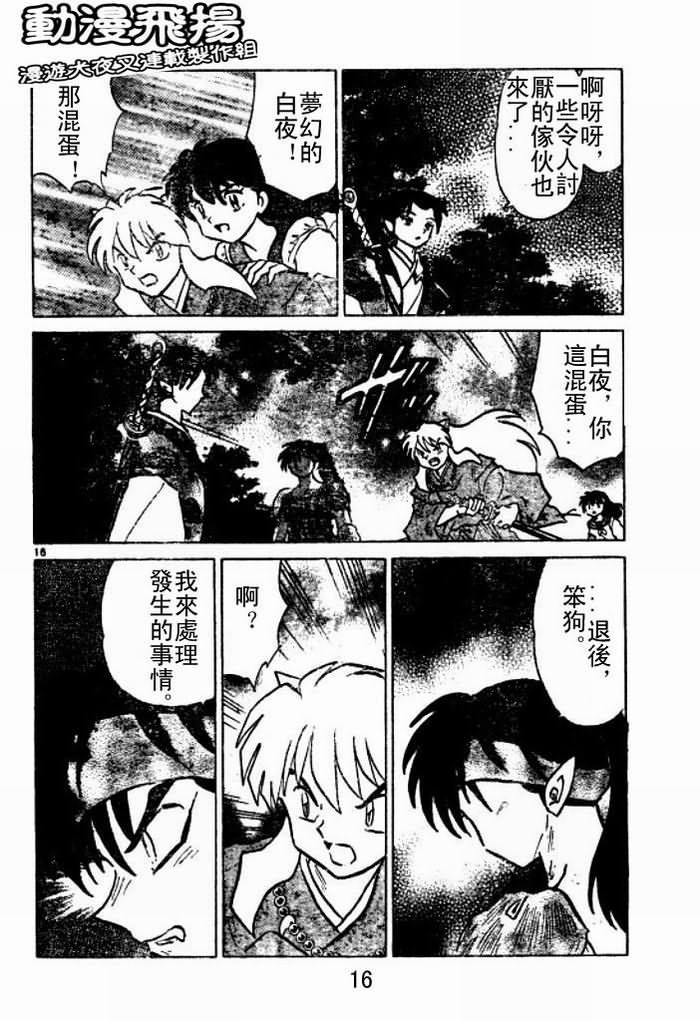 動漫飛揚
漫遊犬夜叉連載製作組
啊呀呀，
一些令人討
厭的傢伙也
來了…
夢幻的
白夜！
那混蛋！
白夜，你
這混蛋…
16
…退後，
笨狗。
啊？
我來處理
發生的事情。
16